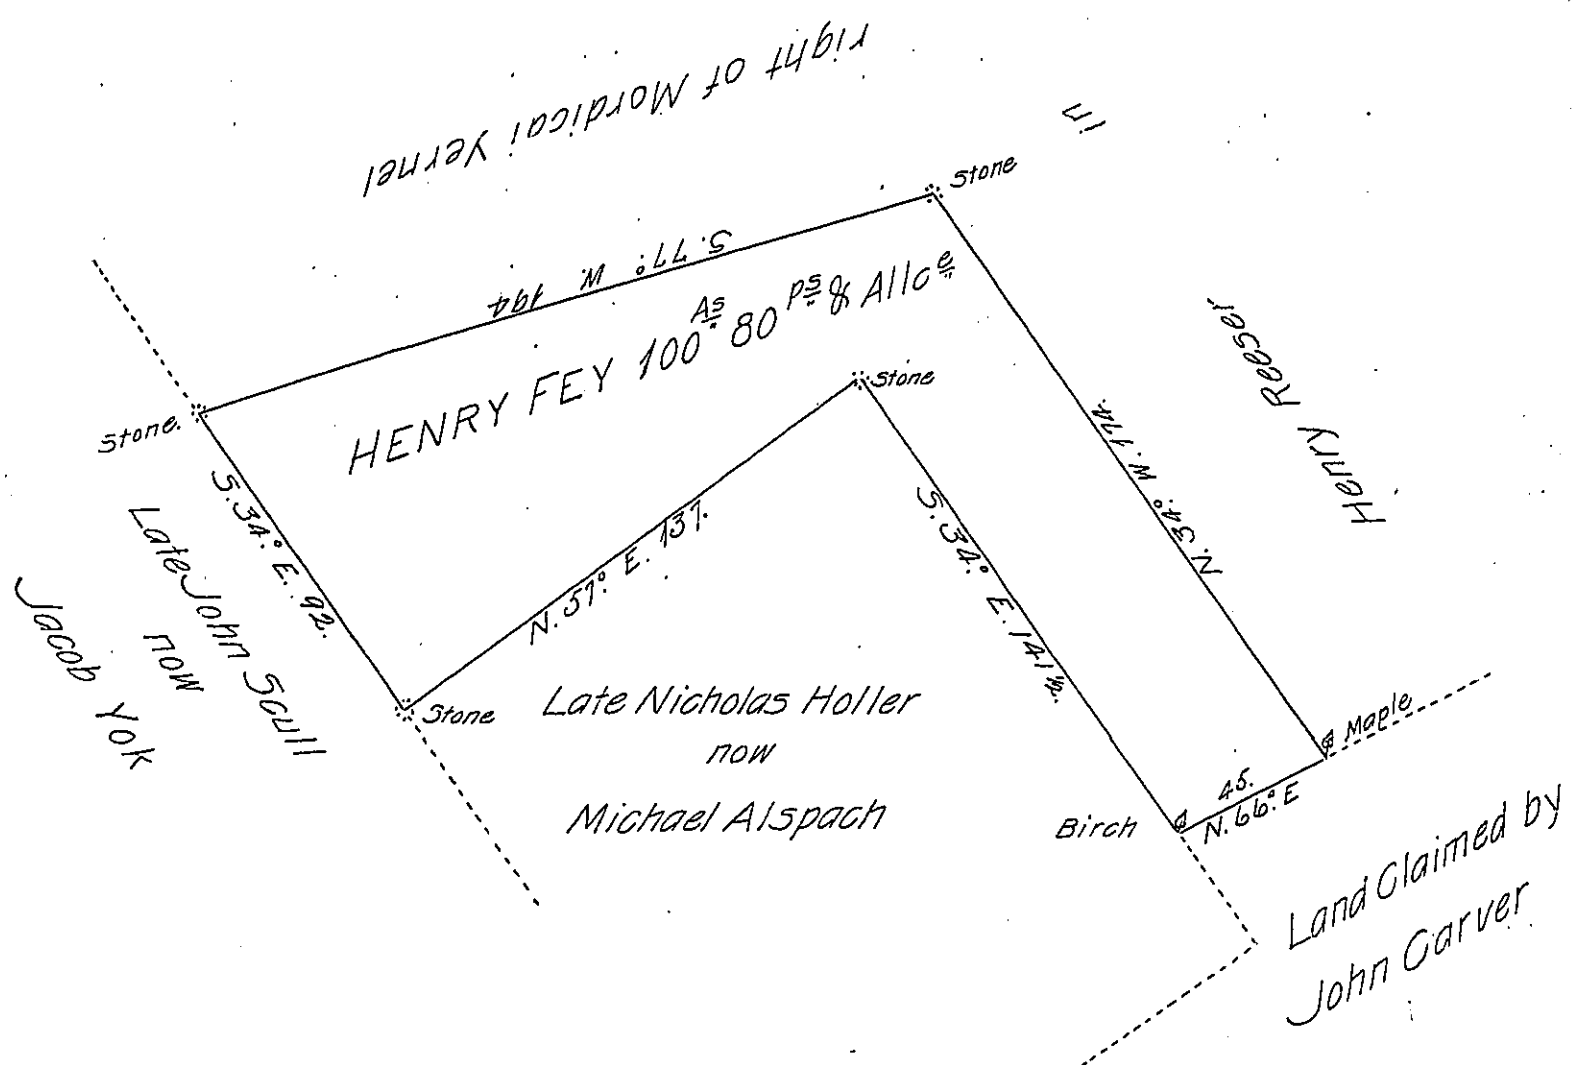 Henry Reeser
in
right of Mordicai Yernel
Stone
S. 77.° W. 194
HENRY FEY 100 As. 80 ps. & Allce
Stone.
Stone
S. 34.° E. 92.
N. 57.° E. 137.
S. 34.° E. 141 ½.
N. 34.° W. 174.
Late John Scull
now
Jacob Yok
Stone
Late Nicholas Holler
now
Michael Alspach
Maple
45.
N. 66.° E
Birch
Land Claimed by
John Carver